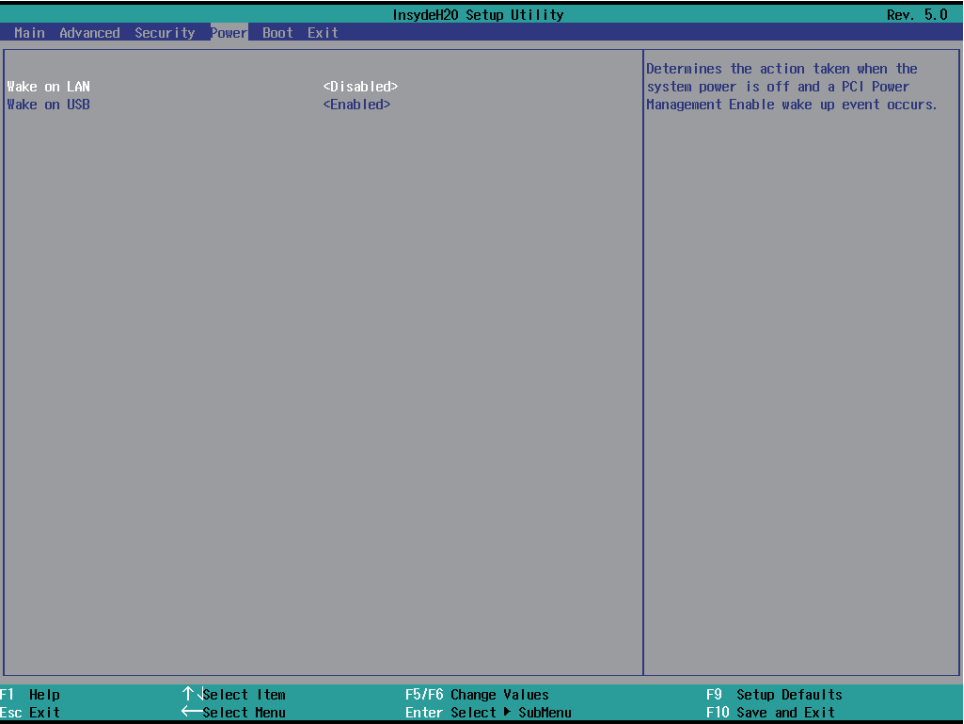 InsydeH20 Setup Utility Rev. 5.0
Main Advanced Security Power Boot Exit
Wake on LAN <Disabled>
Wake on USB <Enabled>
Determines the action taken when the
system power is off and a PCI Power
Management Enable wake up event occurs.
F1 Help ↑↓Select Item F5/F6 Change Values F9 Setup Defaults
Esc Exit ←Select Menu Enter Select ▶ SubMenu F10 Save and Exit